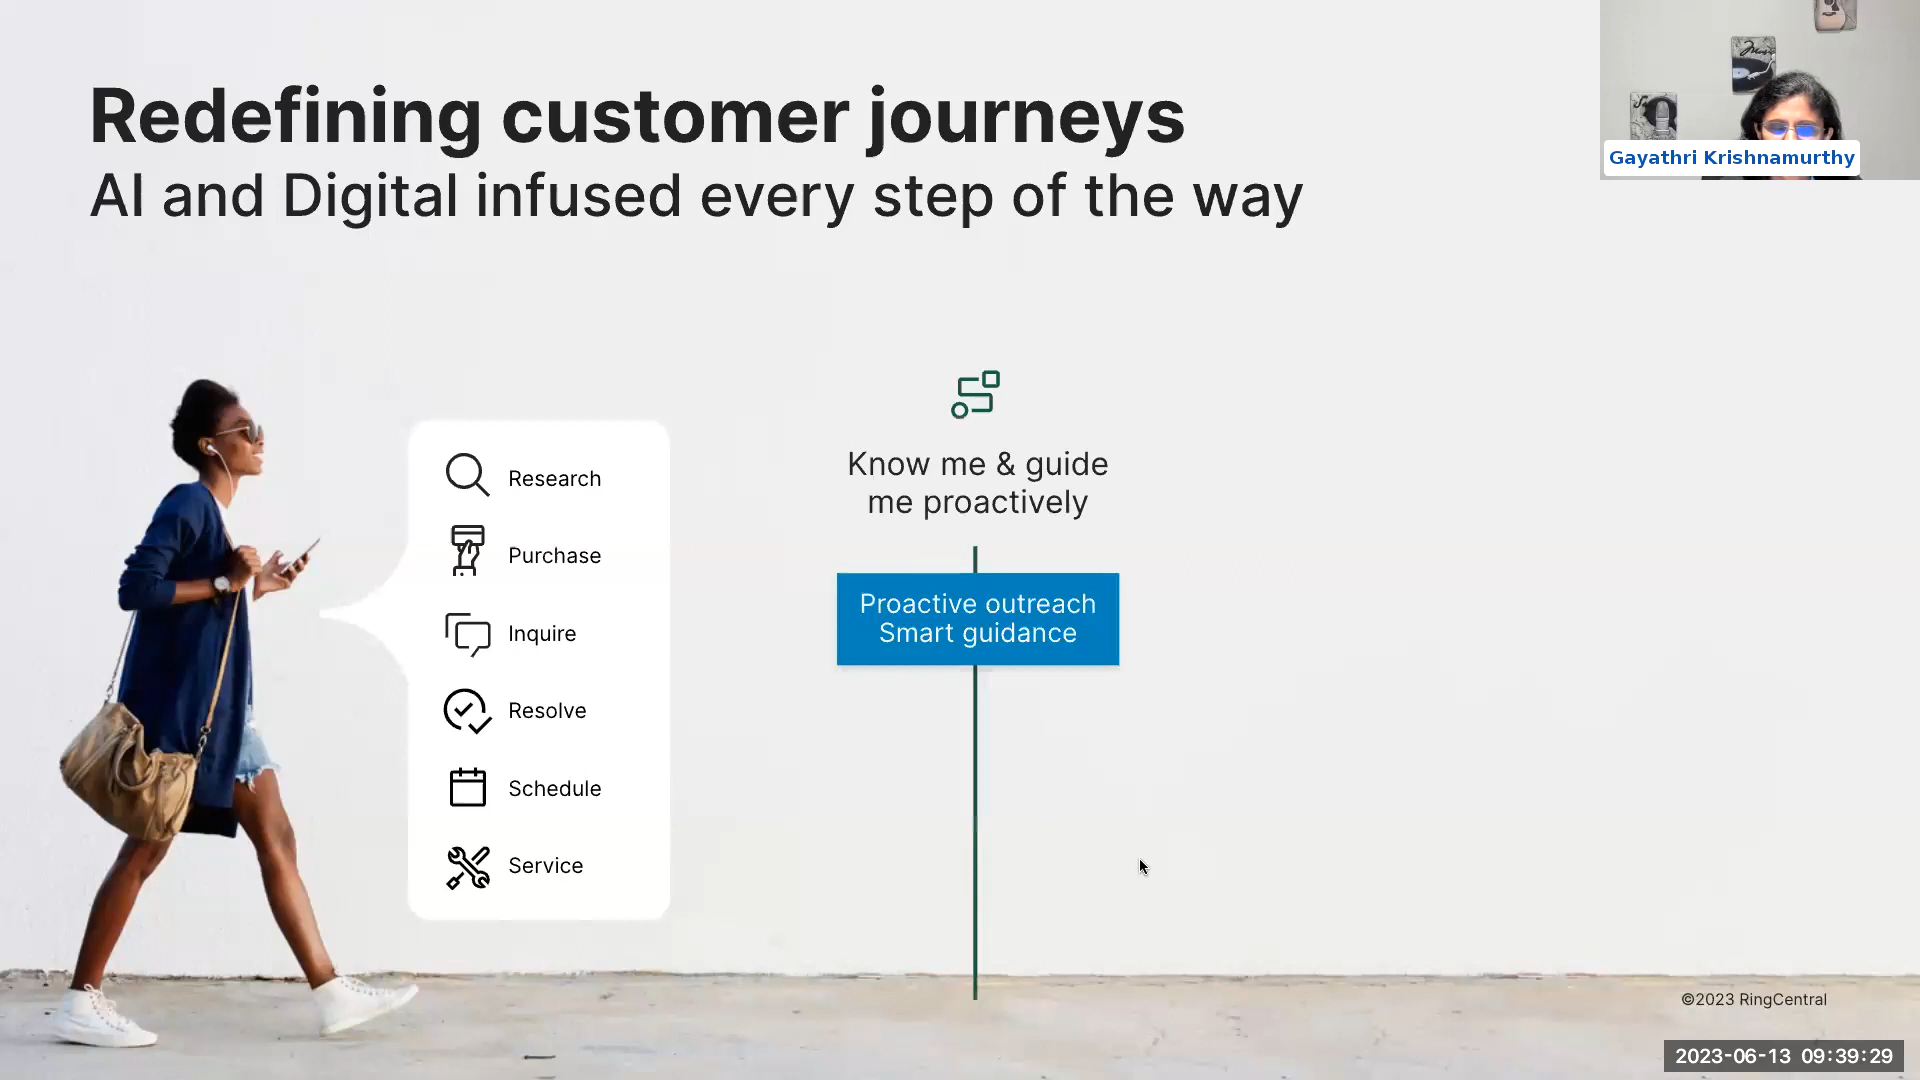 Redefining customer journeys
AI and Digital infused every step of the way
Gayathri Krishnamurthy
Research
Purchase
Inquire
Resolve
Schedule
Service
Know me & guide
me proactively
Proactive outreach
Smart guidance
©2023 RingCentral
2023-06-13 09:39:29